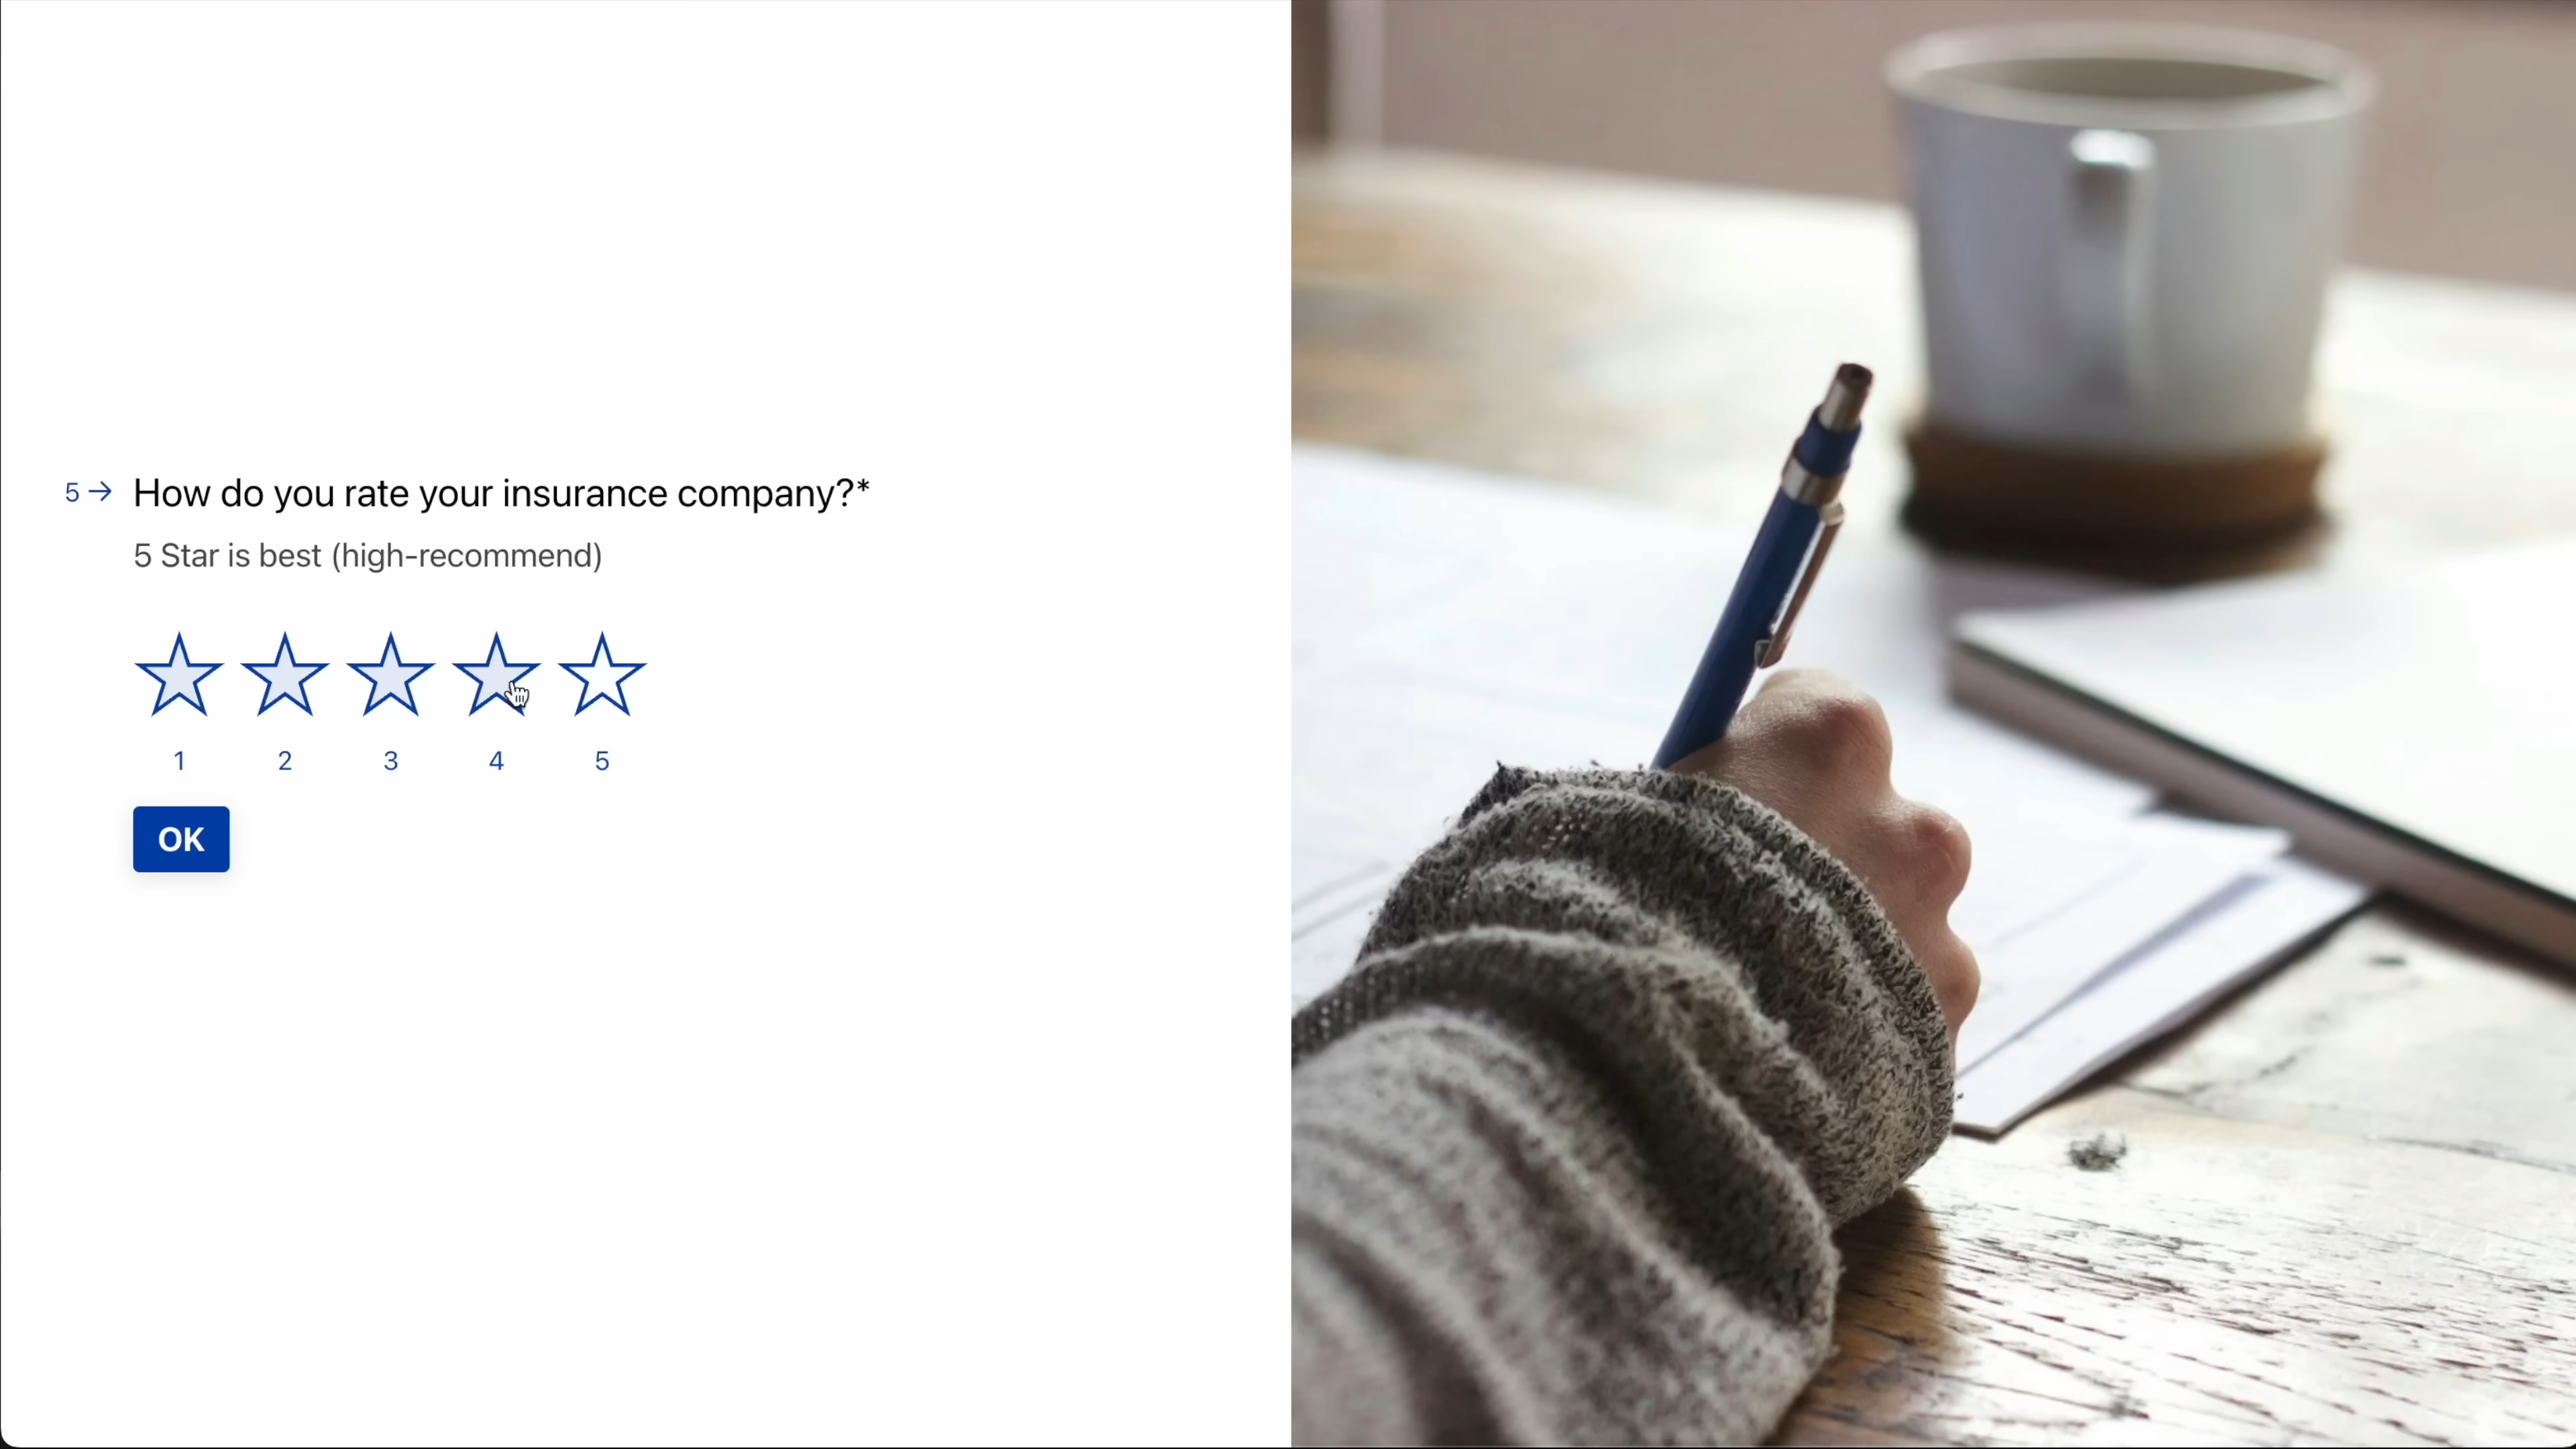 5 → How do you rate your insurance company?*
5 Star is best (high-recommend)
1 2 3 4 5
OK